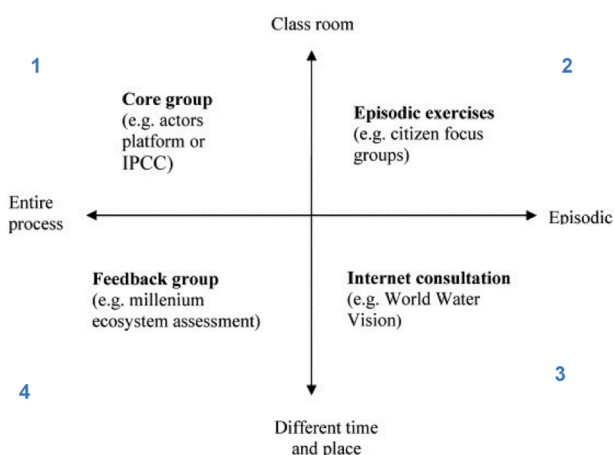 Class room
1
2
Core group
(e.g. actors
platform or
IPCC)
Episodic exercises
(e.g. citizen focus
groups)
Entire
process
Episodic
Feedback group
(e.g. millenium
ecosystem assessment)
Internet consultation
(e.g. World Water
Vision)
4
3
Different time
and place